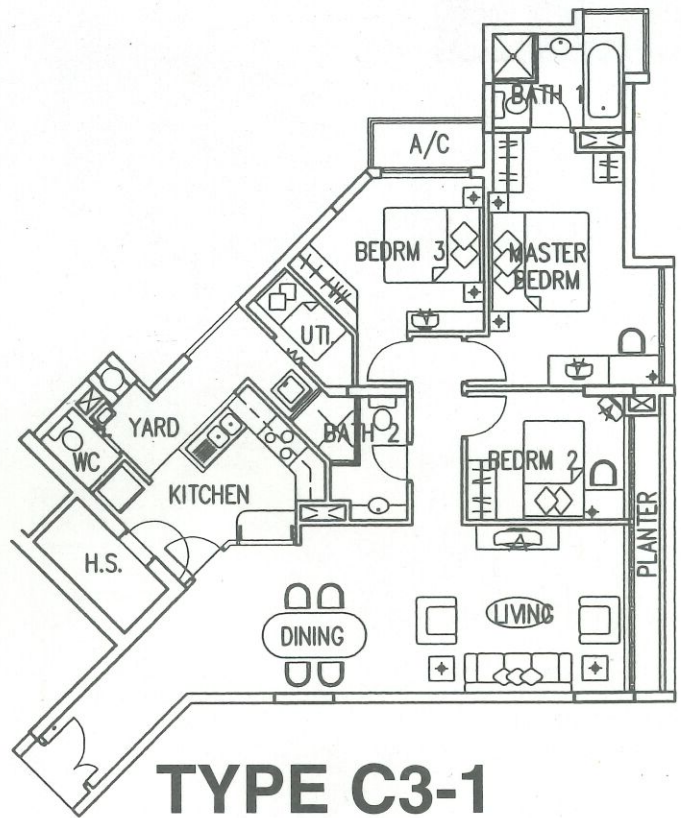 BATH 1
A/C
BEDRM 3
MASTER
BEDRM
UTI.
YARD
BATH 2
WC
BEDRM 2
KITCHEN
PLANTER
H.S.
LIVING
DINING
TYPE C3-1